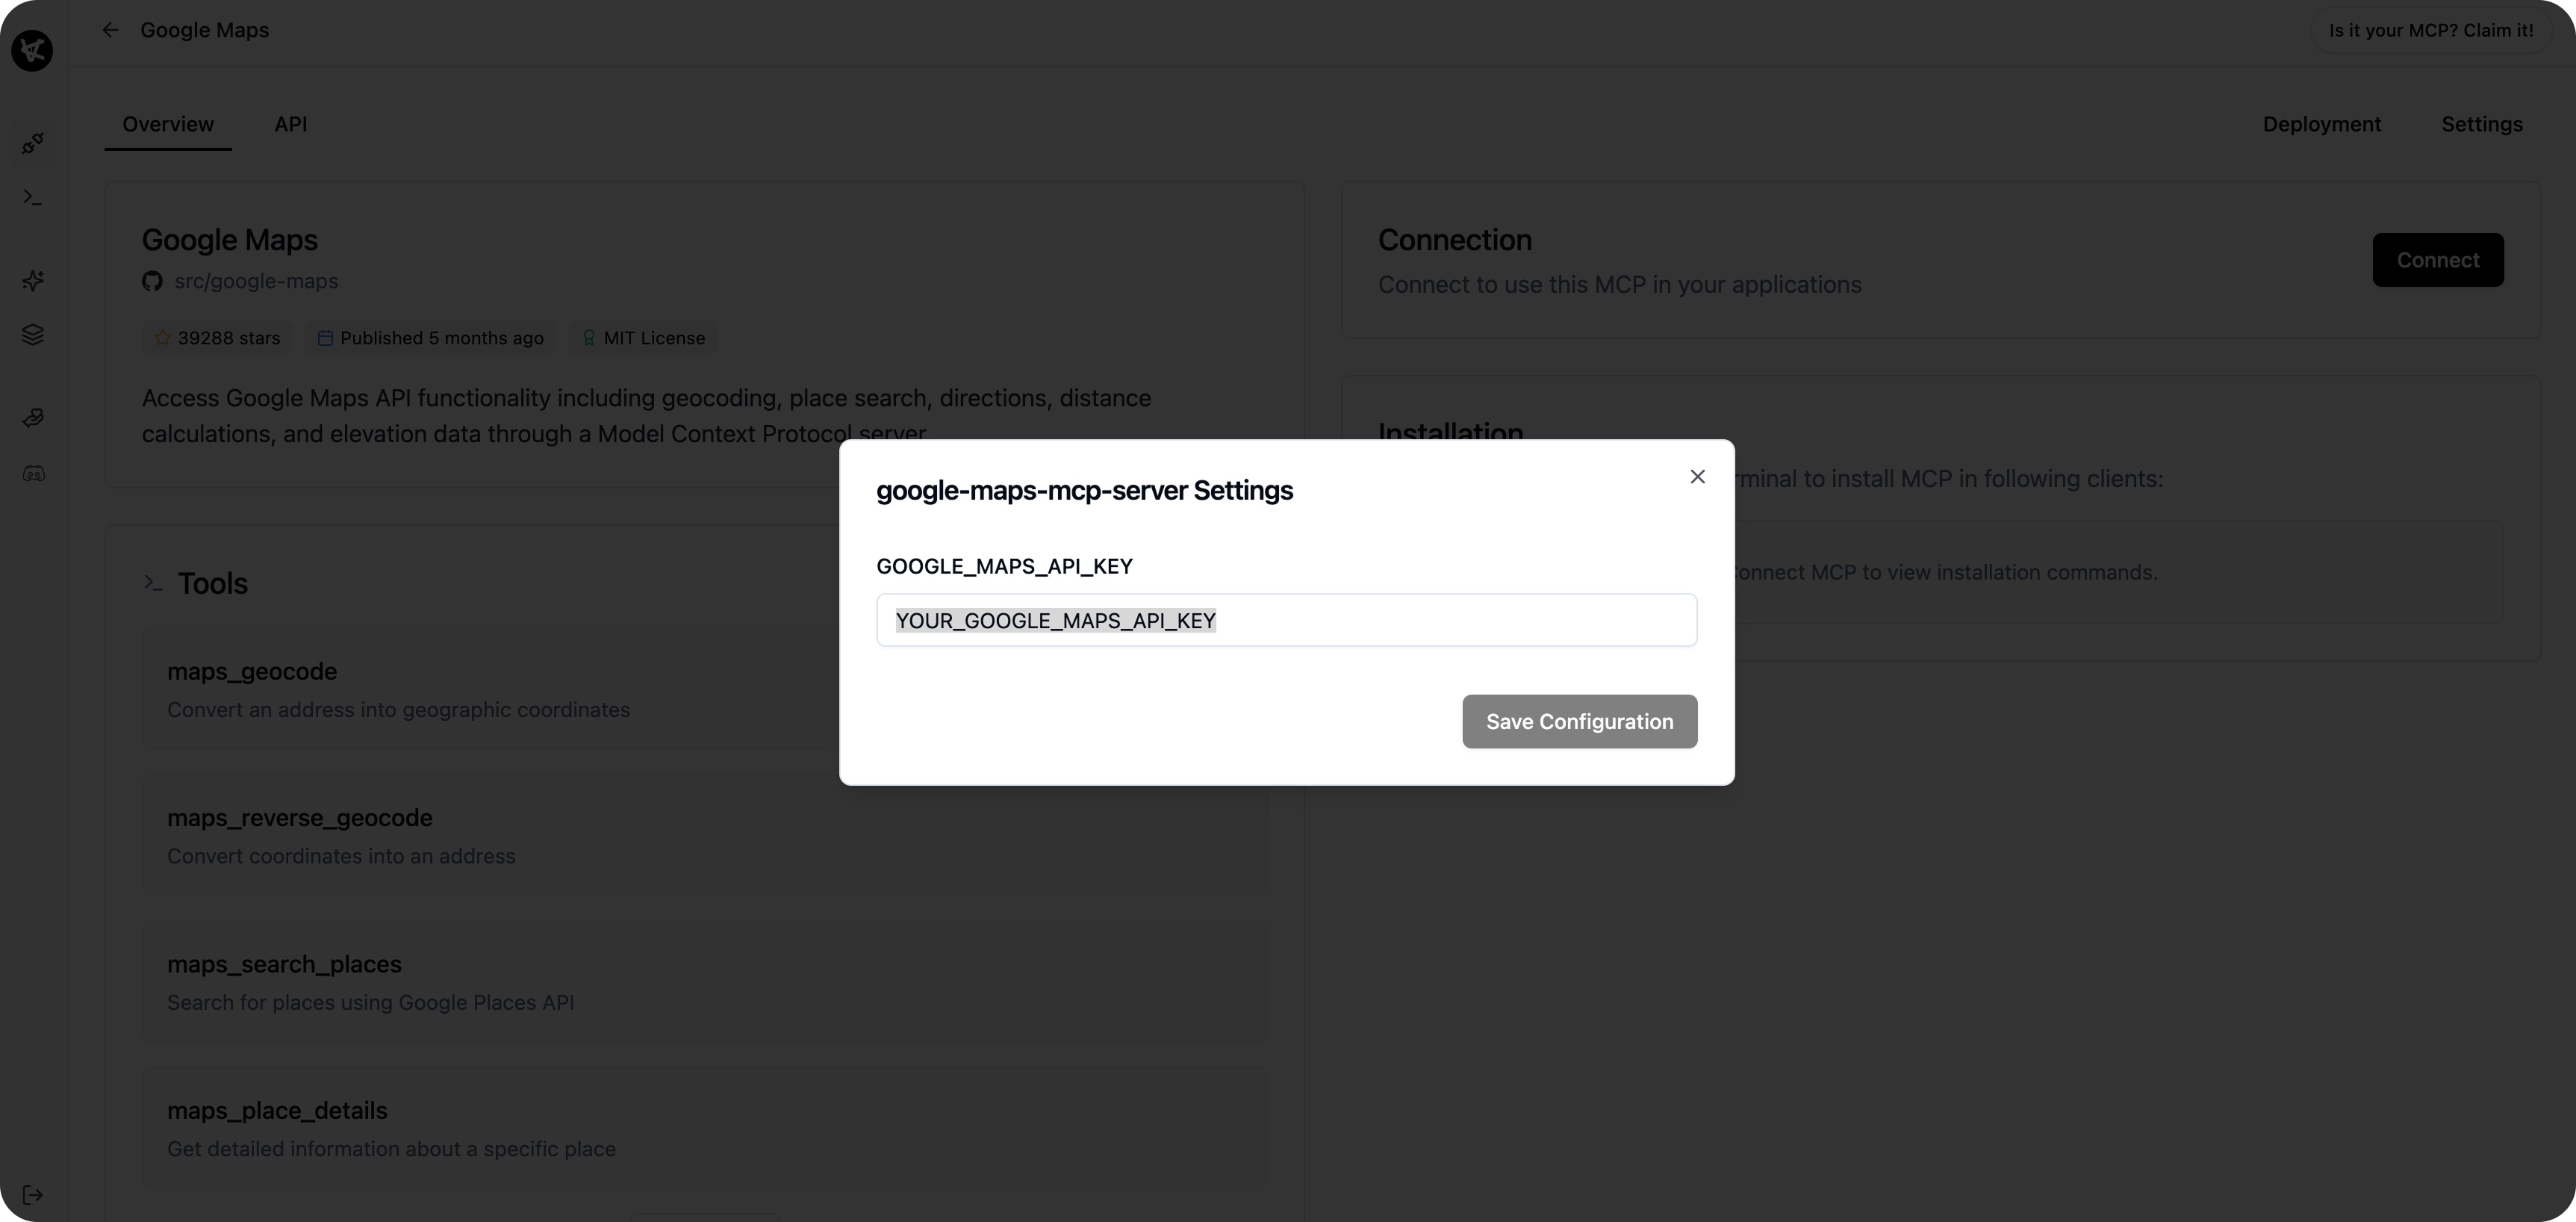 Google Maps
Is it your MCP? Claim it!
Overview
API
Deployment
Settings
Google Maps
src/google-maps
39288 stars
Published 5 months ago
MIT License
Access Google Maps API functionality including geocoding, place search, directions, distance
calculations, and elevation data through a Model Context Protocol server
Connection
Connect to use this MCP in your applications
Connect
Installation
to install MCP in following clients:
MCP to view installation commands.
google-maps-mcp-server Settings
GOOGLE_MAPS_API_KEY
YOUR_GOOGLE_MAPS_API_KEY
Save Configuration
Tools
maps_geocode
Convert an address into geographic coordinates
maps_reverse_geocode
Convert coordinates into an address
maps_search_places
Search for places using Google Places API
maps_place_details
Get detailed information about a specific place